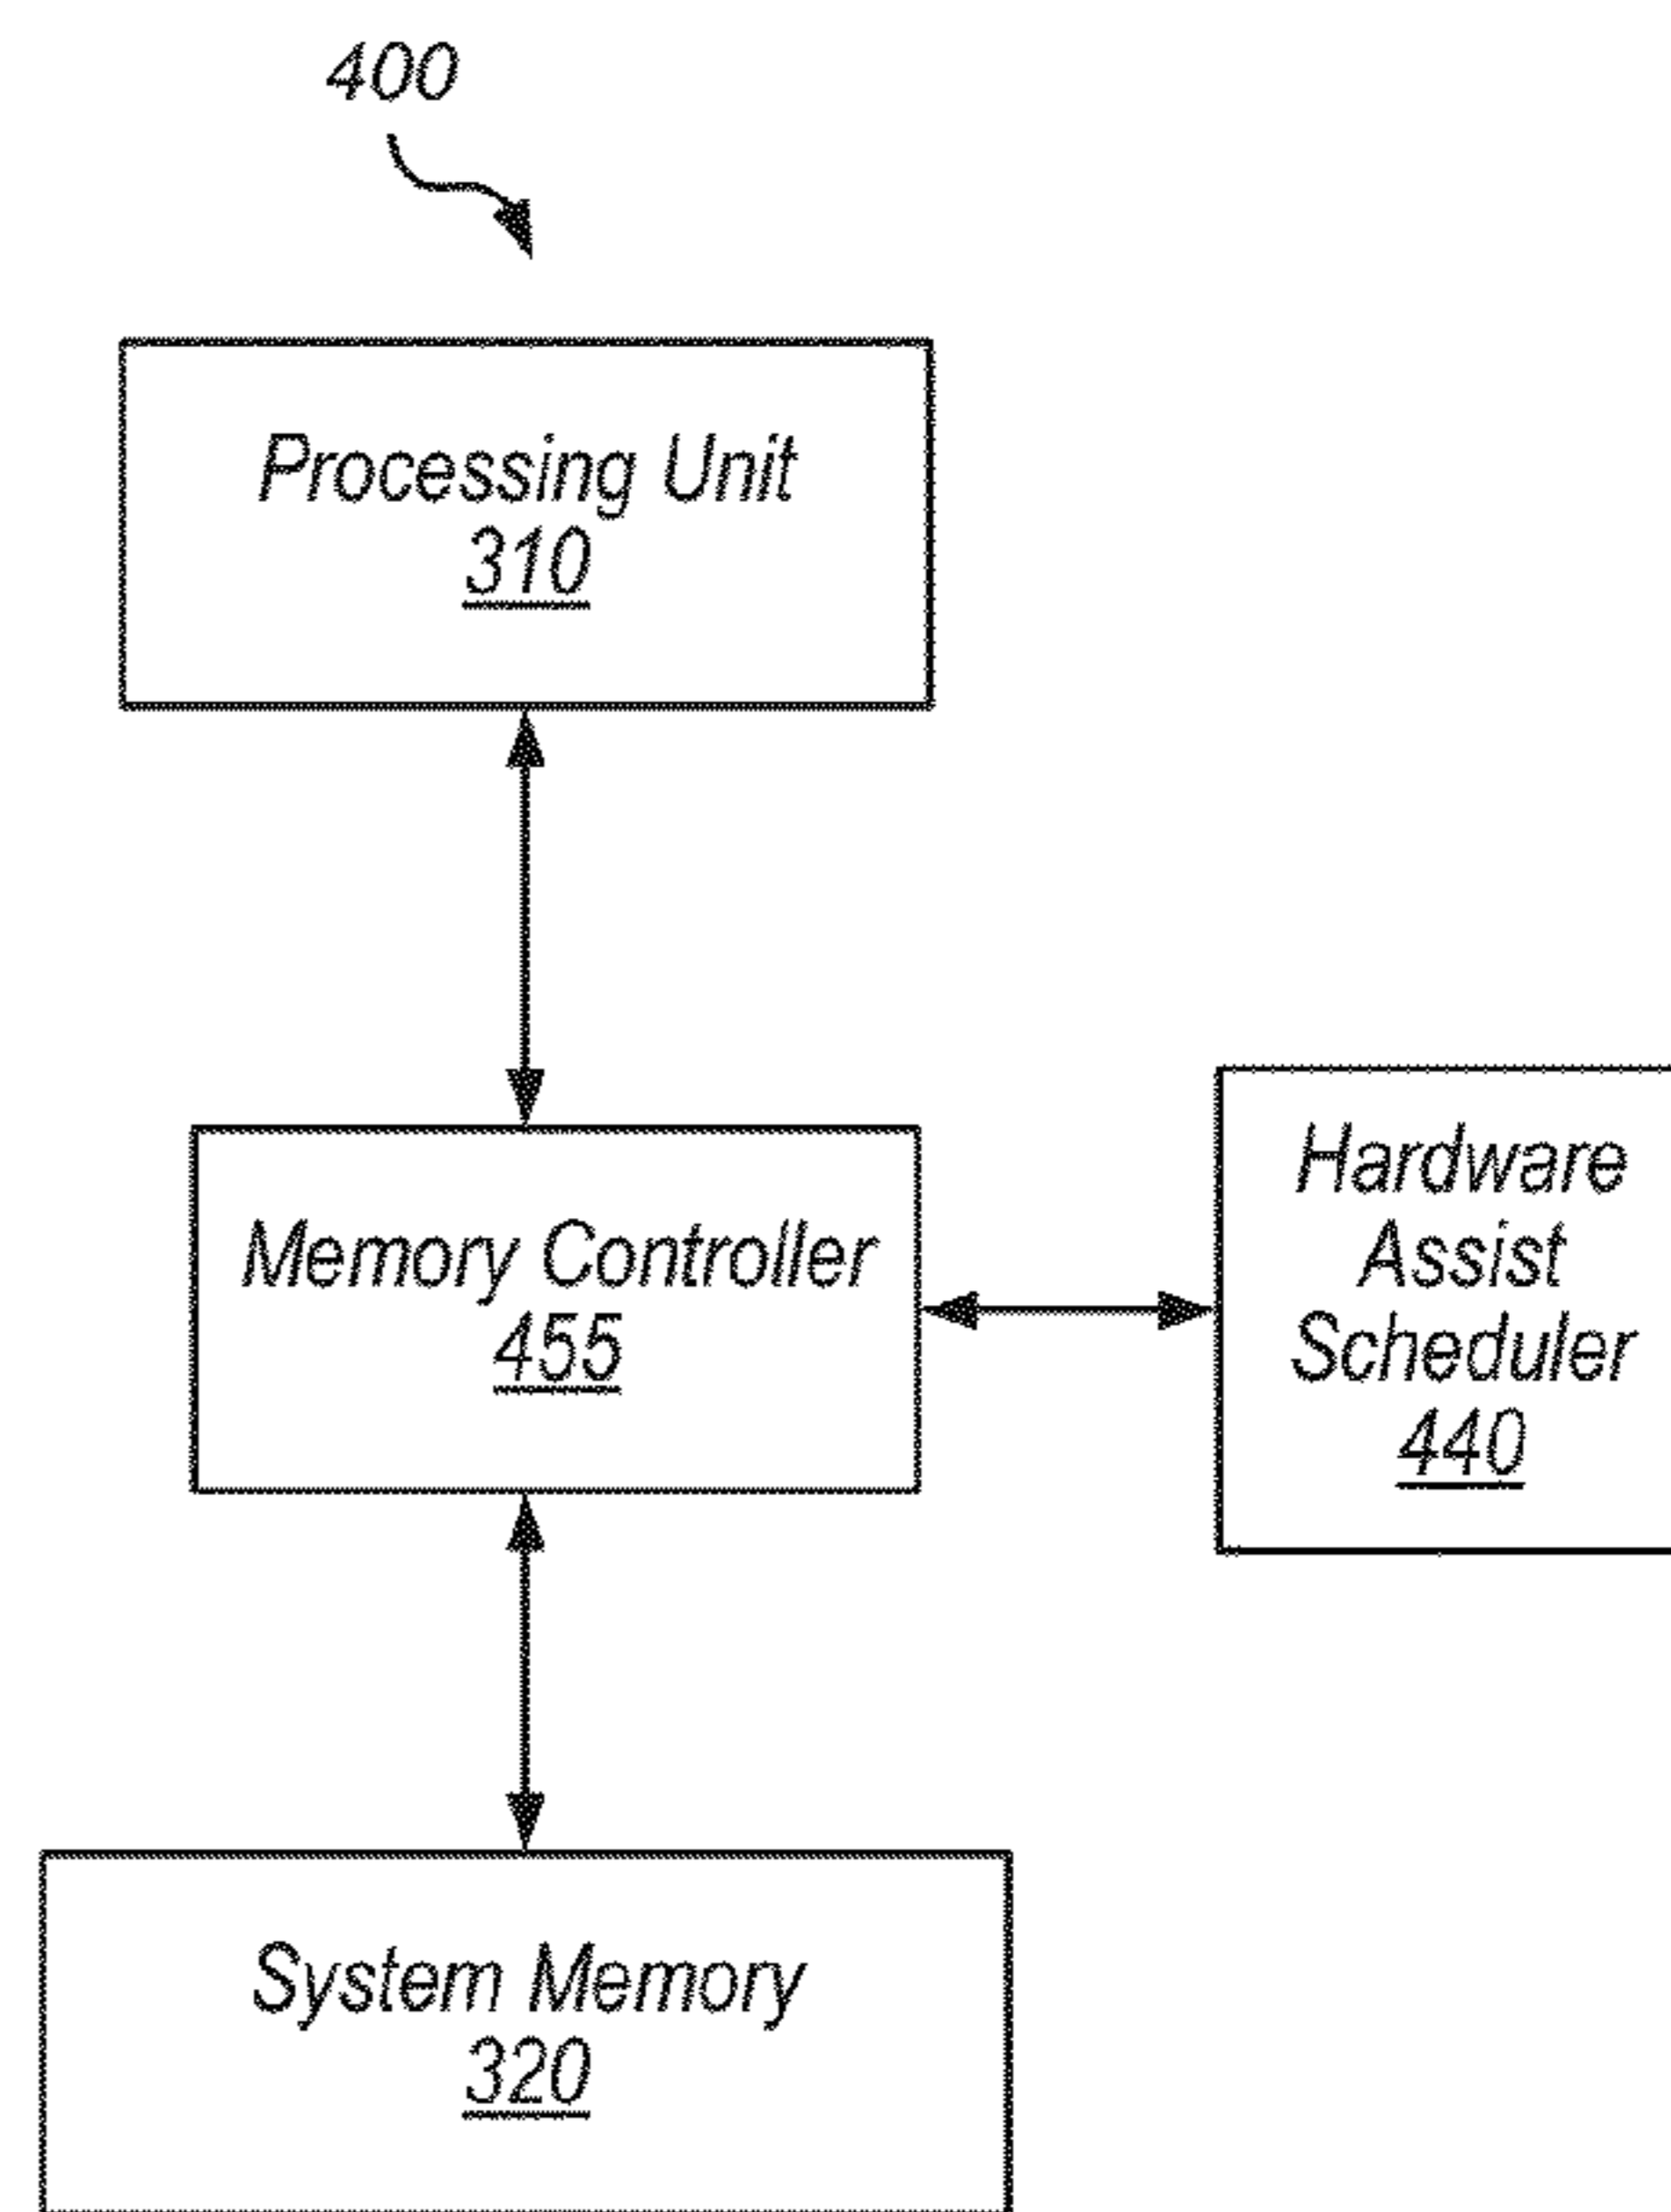 400
Processing Unit
310
Memory Controller
455
Hardware
Assist
Scheduler
440
System Memory
320